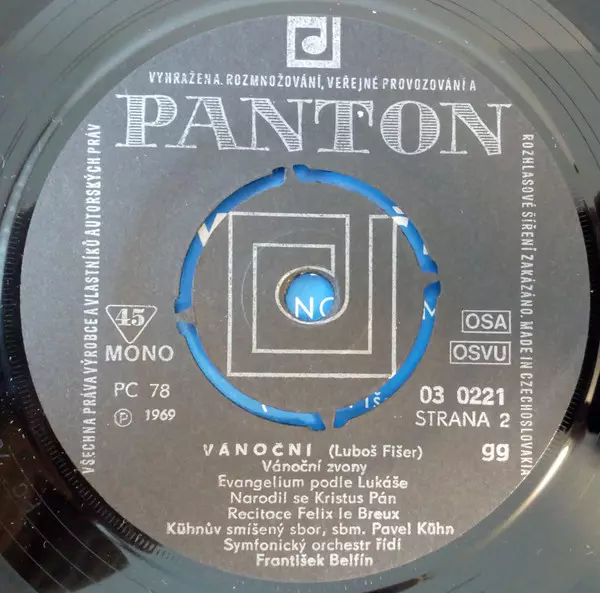 VYHRAŽENA. ROZMNOŽOVÁNÍ, VEŘEJNÉ PROVOZOVÁNÍ A
PANTON
VŠECHNA PRÁVA VÝROBCE A VLASTNÍKŮ AUTORSKÝCH PRÁV
ROZHLASOVÉ ŠÍŘENÍ ZAKÁZÁNO. MADE IN CZECHOSLOVAKIA
NO
45
MONO
PC 78
Ⓟ 1969
OSA
OSVU
03 0221
STRANA 2
gg
VÁNOČNÍ (Luboš Fišer)
Vánoční zvony
Evangelium podle Lukáše
Narodil se Kristus Pán
Recitace Felix le Breux
Kühnův smíšený sbor, sbm. Pavel Kühn
Symfonický orchestr řídí
František Belfín